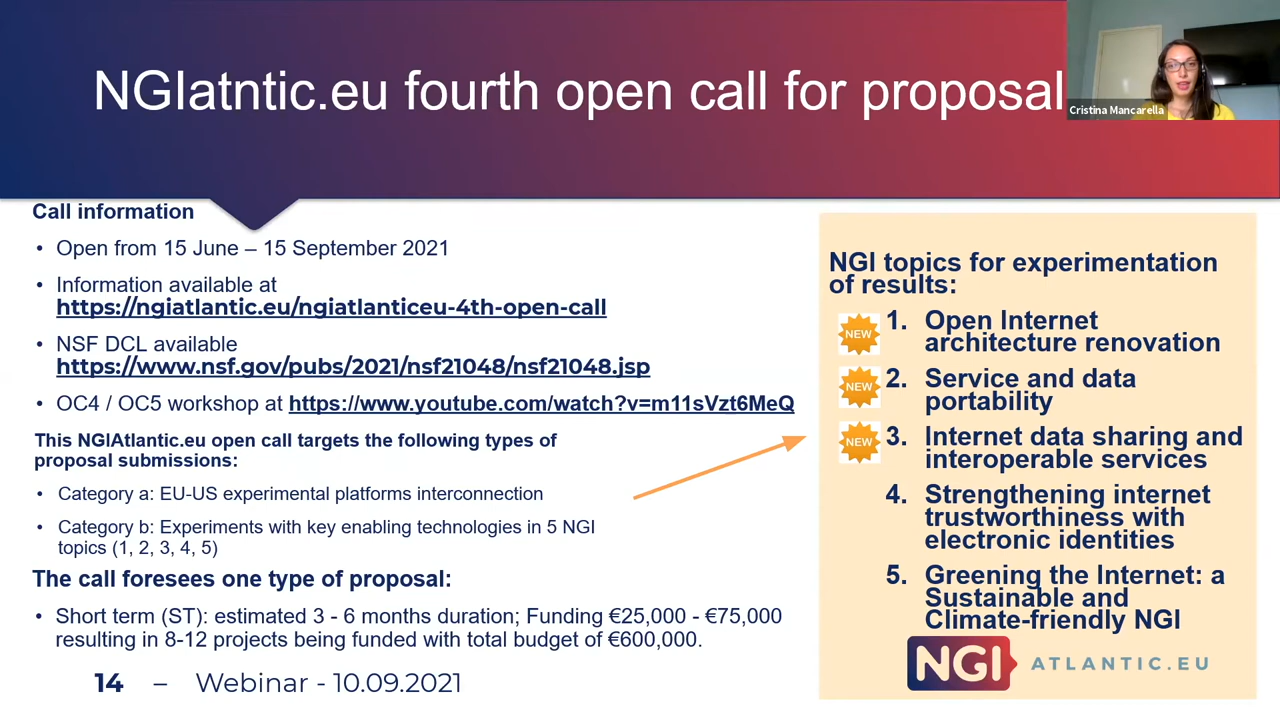 NGIatntic.eu fourth open call for proposal
Cristina Mancarella
Call information
• Open from 15 June – 15 September 2021
• Information available at
https://ngiatlantic.eu/ngiatlanticeu-4th-open-call
• NSF DCL available
https://www.nsf.gov/pubs/2021/nsf21048/nsf21048.jsp
• OC4 / OC5 workshop at https://www.youtube.com/watch?v=m11sVzt6MeQ
This NGIAtlantic.eu open call targets the following types of
proposal submissions:
• Category a: EU-US experimental platforms interconnection
• Category b: Experiments with key enabling technologies in 5 NGI
topics (1, 2, 3, 4, 5)
The call foresees one type of proposal:
• Short term (ST): estimated 3 - 6 months duration; Funding €25,000 - €75,000
resulting in 8-12 projects being funded with total budget of €600,000.
14 – Webinar - 10.09.2021
NGI topics for experimentation
of results:
NEW 1. Open Internet
architecture renovation
NEW 2. Service and data
portability
NEW 3. Internet data sharing and
interoperable services
4. Strengthening internet
trustworthiness with
electronic identities
5. Greening the Internet: a
Sustainable and
Climate-friendly NGI
NGI ATLANTIC.EU